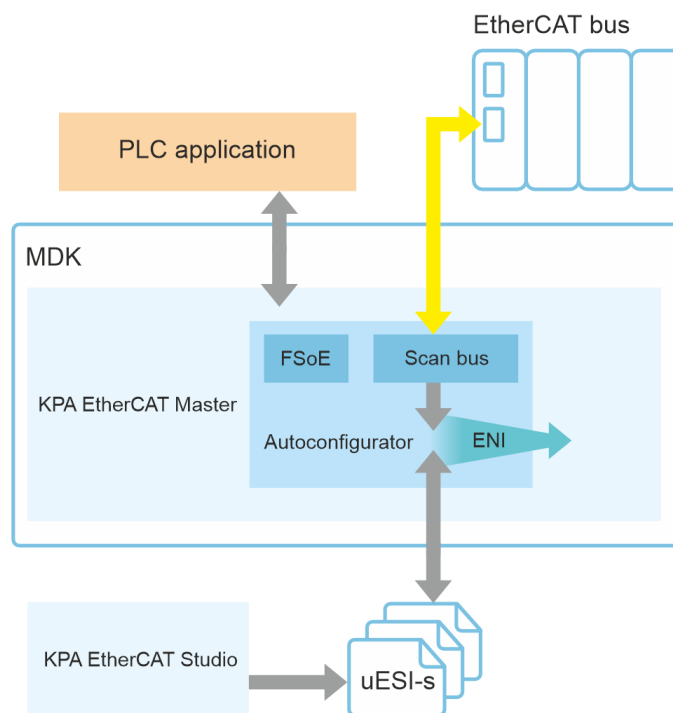 EtherCAT bus
PLC application
MDK
FSoE
Scan bus
KPA EtherCAT Master
Autoconfigurator
ENI
KPA EtherCAT Studio
uESI-s